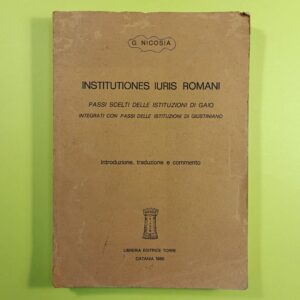 G. NICOSIA
INSTITUTIONES IURIS ROMANI
PASSI SCELTI DELLE ISTITUZIONI DI GAIO
INTEGRATI CON PASSI DELLE ISTITUZIONI DI GIUSTINIANO
Introduzione, traduzione e commento
LIBRERIA EDITRICE TORRE
CATANIA 1980